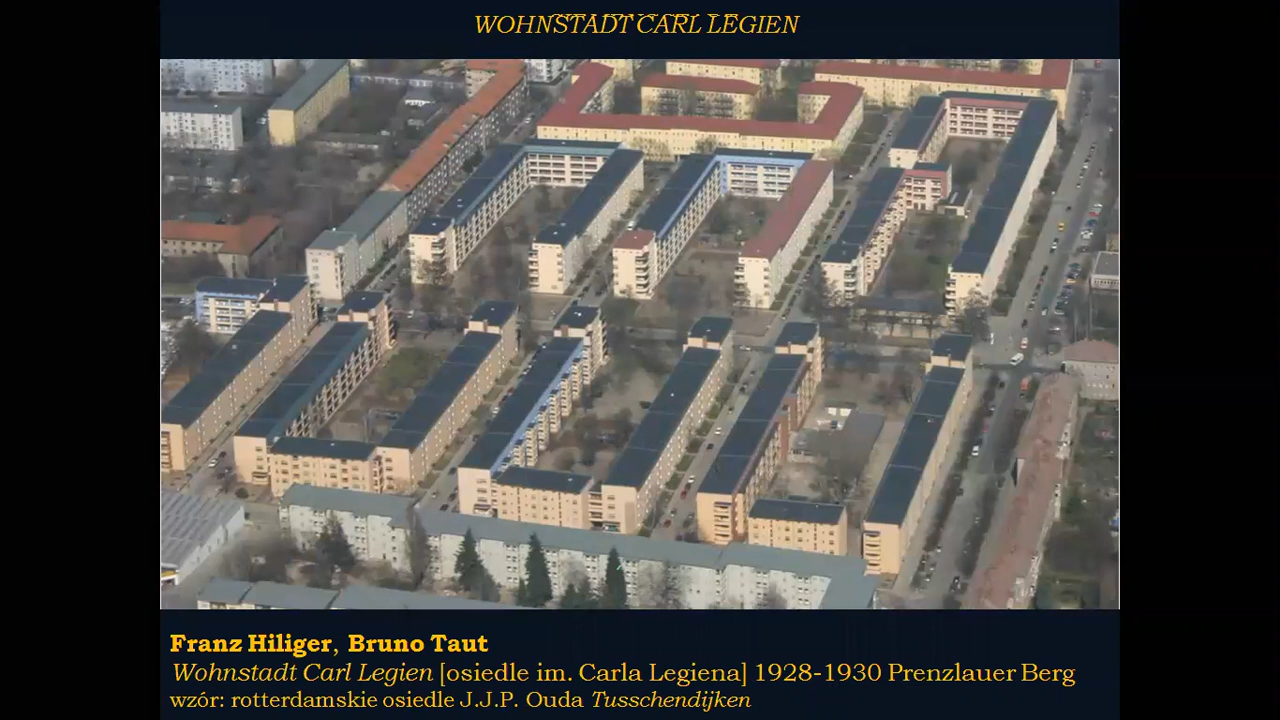 WOHNSTADT CARL LEGIEN
Franz Hiliger, Bruno Taut
Wohnstadt Carl Legien [osiedle im. Carla Legiena] 1928-1930 Prenzlauer Berg
wzór: rotterdamskie osiedle J.J.P. Ouda Tusschendijken